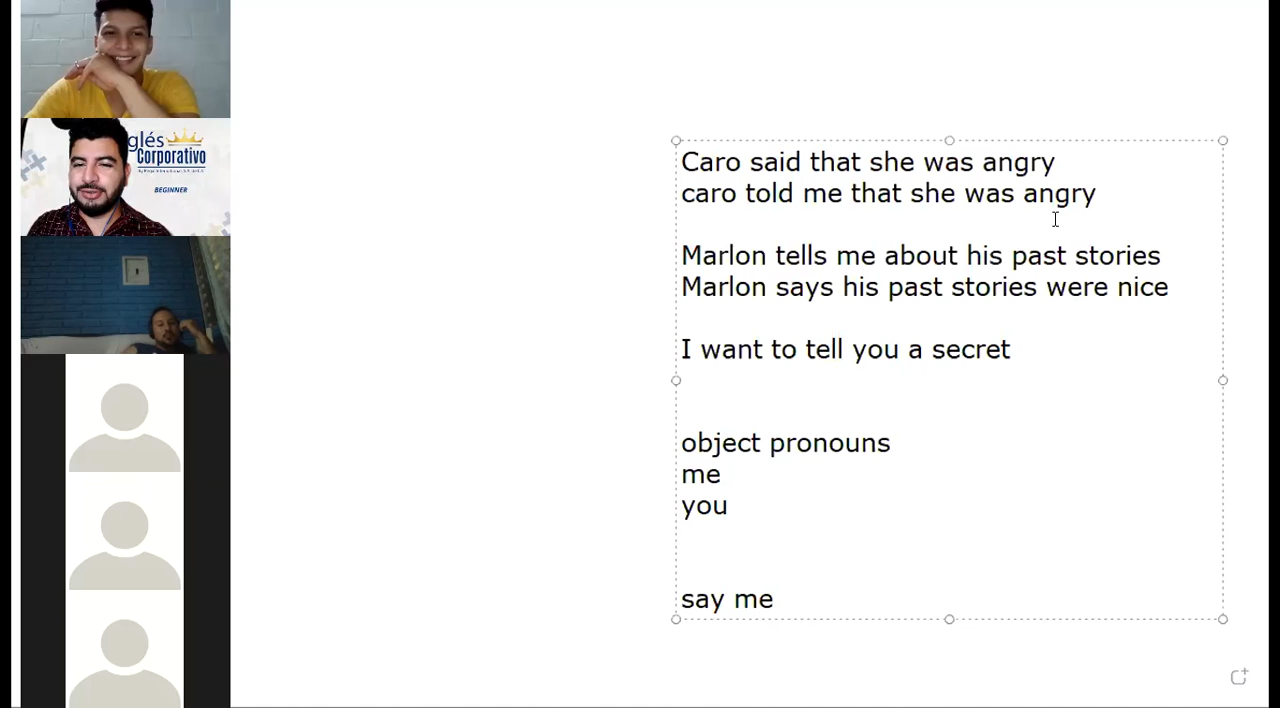 glés
Corporativo
BEGINNER
Caro said that she was angry
caro told me that she was angry
Marlon tells me about his past stories
Marlon says his past stories were nice
I want to tell you a secret
object pronouns
me
you
say me